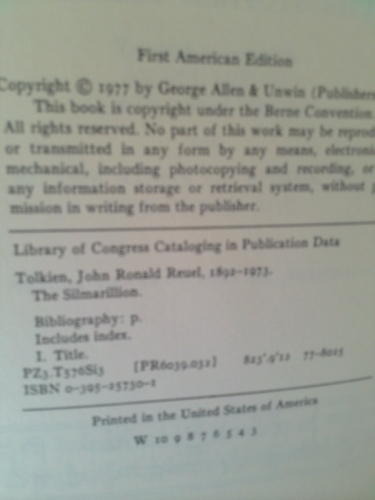 First American Edition
Copyright © 1977 by George Allen & Unwin (Publishers
This book is copyright under the Berne Convention.
All rights reserved. No part of this work may be reprod
or transmitted in any form by any means, electronic
mechanical, including photocopying and recording, or
any information storage or retrieval system, without p
mission in writing from the publisher.
Library of Congress Cataloging in Publication Data
Tolkien, John Ronald Reuel, 1892-1973.
The Silmarillion.
Bibliography: p.
Includes index.
I. Title.
PZ3.T576Si3 [PR6039.032] 823'.9'12 77-8025
ISBN 0-395-25730-1
Printed in the United States of America
W 10 9 8 7 6 5 4 3